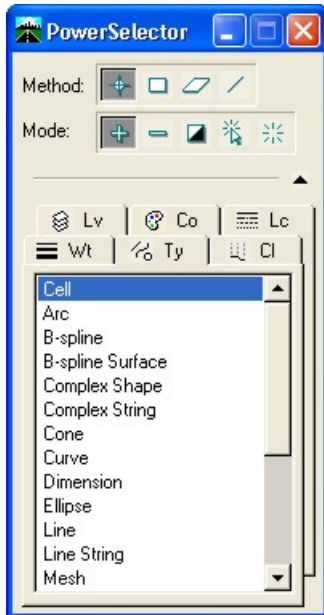 PowerSelector
Method:
Mode:
Lv Co Lc
Wt Ty Cl
Cell
Arc
B-spline
B-spline Surface
Complex Shape
Complex String
Cone
Curve
Dimension
Ellipse
Line
Line String
Mesh